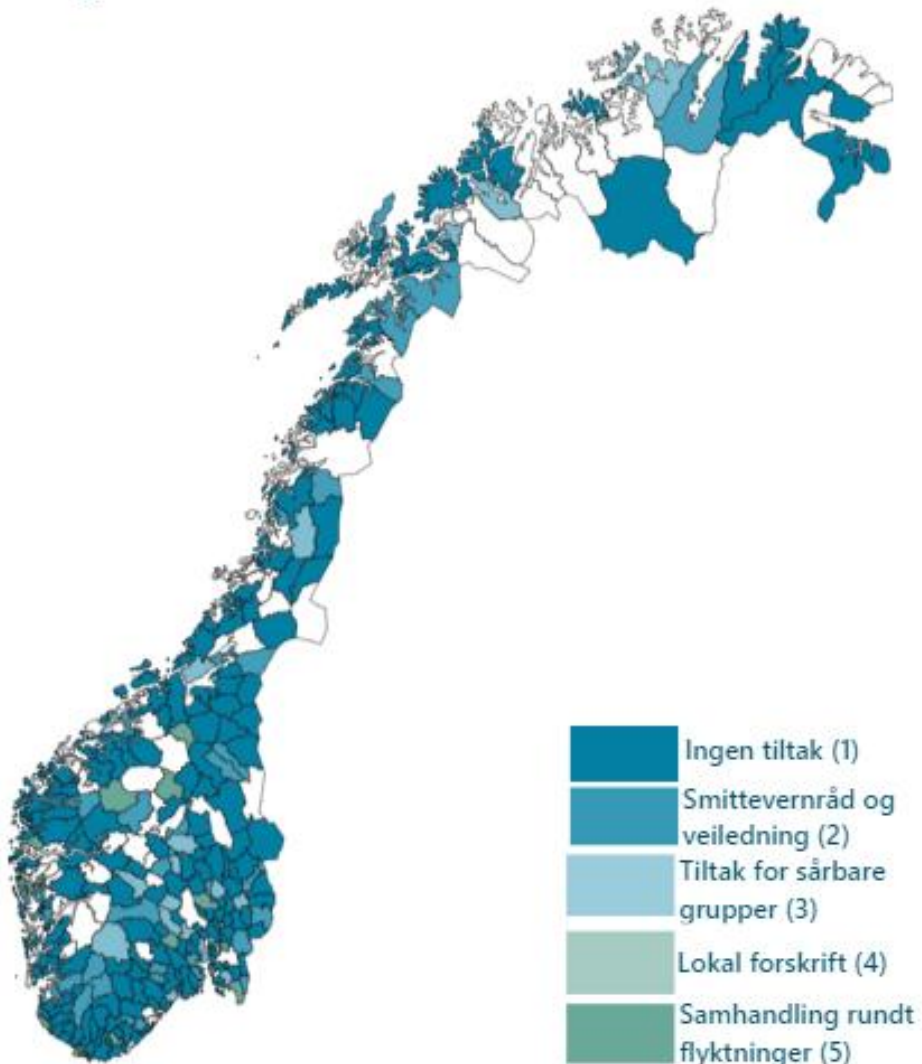 Ingen tiltak (1)
Smittevernråd og
veiledning (2)
Tiltak for sårbare
grupper (3)
Lokal forskrift (4)
Samhandling rundt
flyktninger (5)